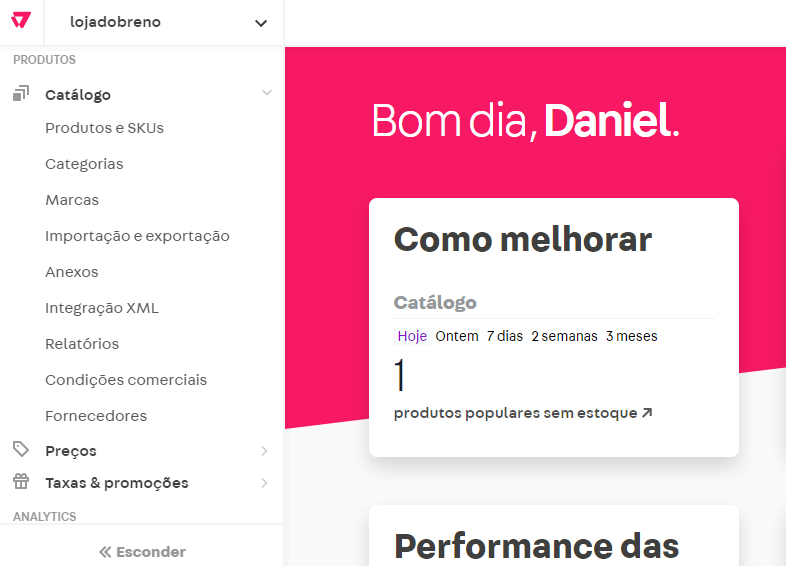 lojadobreno
PRODUTOS
Catálogo
Produtos e SKUs
Categorias
Marcas
Importação e exportação
Anexos
Integração XML
Relatórios
Condições comerciais
Fornecedores
Preços
Taxas & promoções
ANALYTICS
Esconder
Bom dia, Daniel.
Como melhorar
Catálogo
Hoje Ontem 7 dias 2 semanas 3 meses
1
produtos populares sem estoque
Performance das